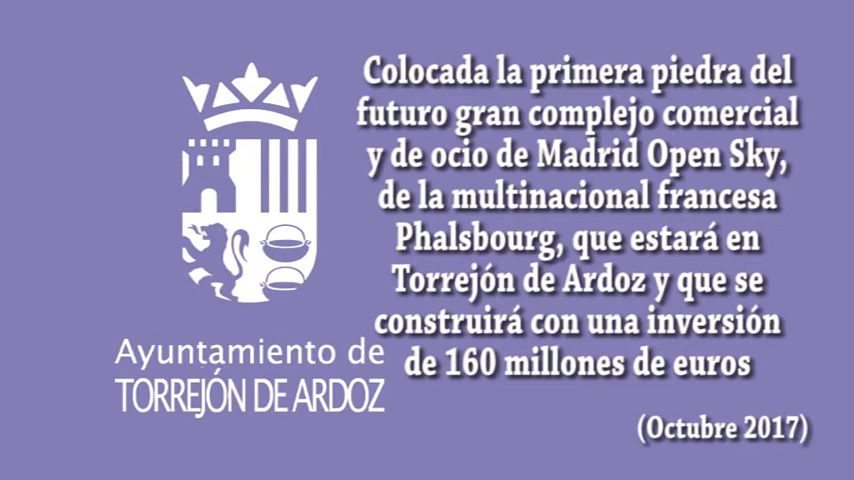 Colocada la primera piedra del
futuro gran complejo comercial
y de ocio de Madrid Open Sky,
de la multinacional francesa
Phalsbourg, que estará en
Torrejón de Ardoz y que se
construirá con una inversión
de 160 millones de euros
(Octubre 2017)
Ayuntamiento de
TORREJÓN DE ARDOZ